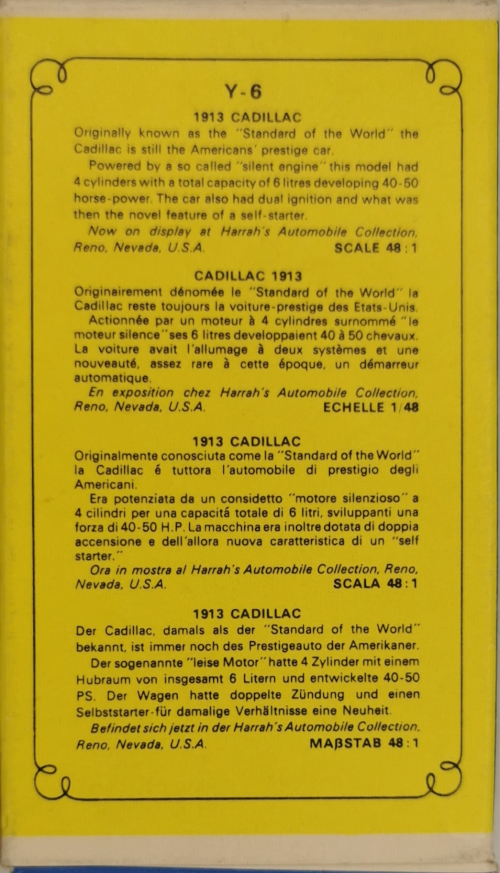 Y-6
1913 CADILLAC
Originally known as the "Standard of the World" the
Cadillac is still the Americans' prestige car.
Powered by a so called "silent engine" this model had
4 cylinders with a total capacity of 6 litres developing 40-50
horse-power. The car also had dual ignition and what was
then the novel feature of a self-starter.
Now on display at Harrah's Automobile Collection,
Reno, Nevada, U.S.A. SCALE 48:1
CADILLAC 1913
Originairement dénomée le "Standard of the World" la
Cadillac reste toujours la voiture-prestige des Etats-Unis.
Actionnée par un moteur à 4 cylindres surnommé "le
moteur silence" ses 6 litres developpaient 40 à 50 chevaux.
La voiture avait l'allumage à deux systèmes et une
nouveauté, assez rare à cette époque, un démarreur
automatique.
En exposition chez Harrah's Automobile Collection,
Reno, Nevada, U.S.A. ECHELLE 1/48
1913 CADILLAC
Originalmente conosciuta come la "Standard of the World"
la Cadillac é tuttora l'automobile di prestigio degli
Americani.
Era potenziata da un considetto "motore silenzioso" a
4 cilindri per una capacitá totale di 6 litri, sviluppanti una
forza di 40-50 H.P. La macchina era inoltre dotata di doppia
accensione e dell'allora nuova caratteristica di un "self
starter."
Ora in mostra al Harrah's Automobile Collection, Reno,
Nevada, U.S.A. SCALA 48:1
1913 CADILLAC
Der Cadillac, damals als der "Standard of the World"
bekannt, ist immer noch des Prestigeauto der Amerikaner.
Der sogenannte "leise Motor" hatte 4 Zylinder mit einem
Hubraum von insgesamt 6 Litern und entwickelte 40-50
PS. Der Wagen hatte doppelte Zündung und einen
Selbststarter-für damalige Verhältnisse eine Neuheit.
Befindet sich jetzt in der Harrah's Automobile Collection,
Reno, Nevada, U.S.A. MAßSTAB 48:1